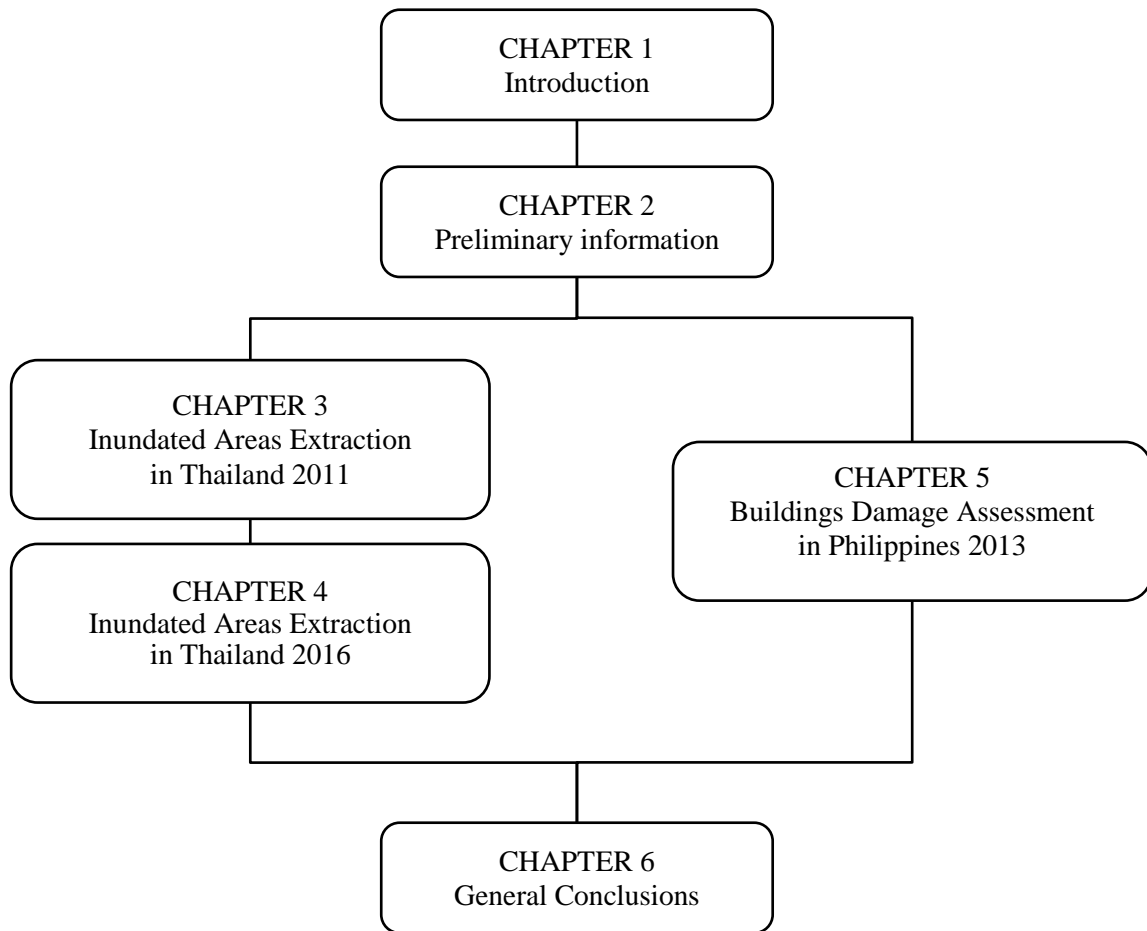 CHAPTER 1
Introduction
CHAPTER 2
Preliminary information
CHAPTER 3
Inundated Areas Extraction
in Thailand 2011
CHAPTER 4
Inundated Areas Extraction
in Thailand 2016
CHAPTER 5
Buildings Damage Assessment
in Philippines 2013
CHAPTER 6
General Conclusions